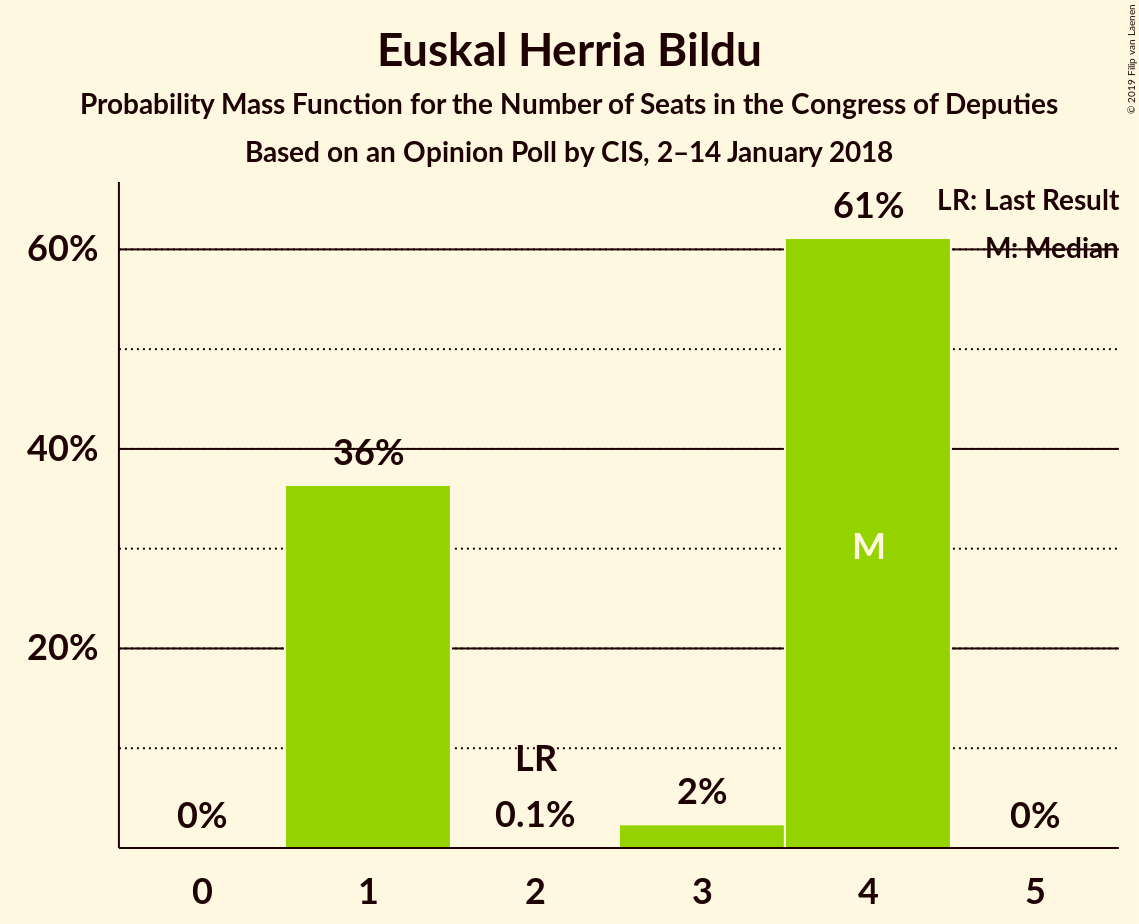 Euskal Herria Bildu
Probability Mass Function for the Number of Seats in the Congress of Deputies
Based on an Opinion Poll by CIS, 2–14 January 2018
© 2019 Filip van Laenen
LR: Last Result
M: Median
60%
40%
20%
0%
36%
LR
0.1%
2%
61%
M
0%
0
1
2
3
4
5